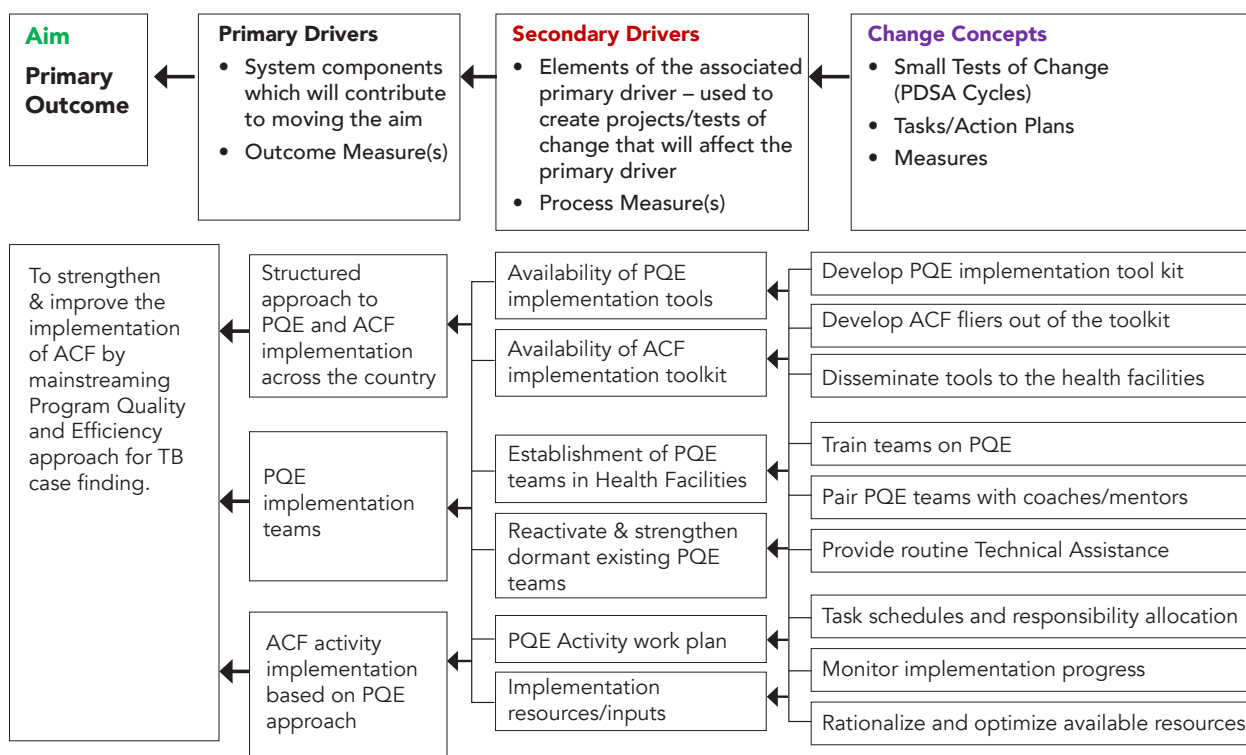 Aim
Primary
Outcome
Primary Drivers
• System components
which will contribute
to moving the aim
• Outcome Measure(s)
Secondary Drivers
• Elements of the associated
primary driver – used to
create projects/tests of
change that will affect the
primary driver
• Process Measure(s)
Change Concepts
• Small Tests of Change
(PDSA Cycles)
• Tasks/Action Plans
• Measures
To strengthen
& improve the
implementation
of ACF by
mainstreaming
Program Quality
and Efficiency
approach for TB
case finding.
Structured
approach to
PQE and ACF
implementation
across the country
PQE
implementation
teams
ACF activity
implementation
based on PQE
approach
Availability of PQE
implementation tools
Availability of ACF
implementation toolkit
Establishment of PQE
teams in Health Facilities
Reactivate & strengthen
dormant existing PQE
teams
PQE Activity work plan
Implementation
resources/inputs
Develop PQE implementation tool kit
Develop ACF fliers out of the toolkit
Disseminate tools to the health facilities
Train teams on PQE
Pair PQE teams with coaches/mentors
Provide routine Technical Assistance
Task schedules and responsibility allocation
Monitor implementation progress
Rationalize and optimize available resources